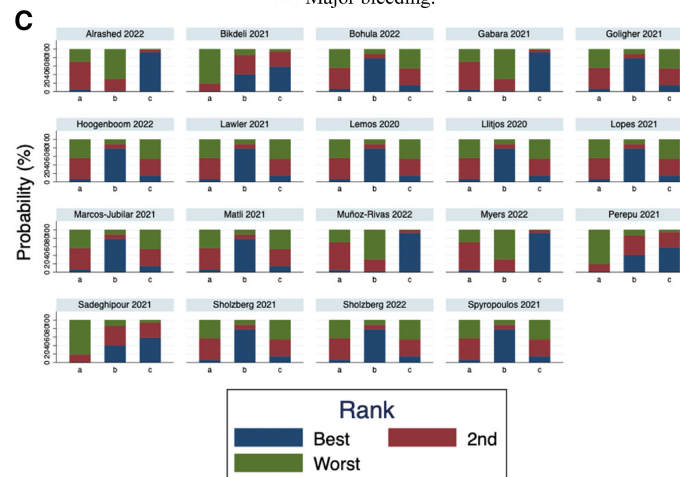 Major bleeding.
C
Probability (%)
Alrashed 2022 Bikdeli 2021 Bohula 2022 Gabara 2021 Goligher 2021
a b c a b c a b c a b c a b c
Hoogenboom 2022 Lawler 2021 Lemos 2020 Llitjos 2020 Lopes 2021
a b c a b c a b c a b c a b c
Marcos-Jubilar 2021 Matli 2021 Muñoz-Rivas 2022 Myers 2022 Perepu 2021
a b c a b c a b c a b c a b c
Sadeghipour 2021 Sholzberg 2021 Sholzberg 2022 Spyropoulos 2021
a b c a b c a b c a b c
Rank
Best 2nd
Worst